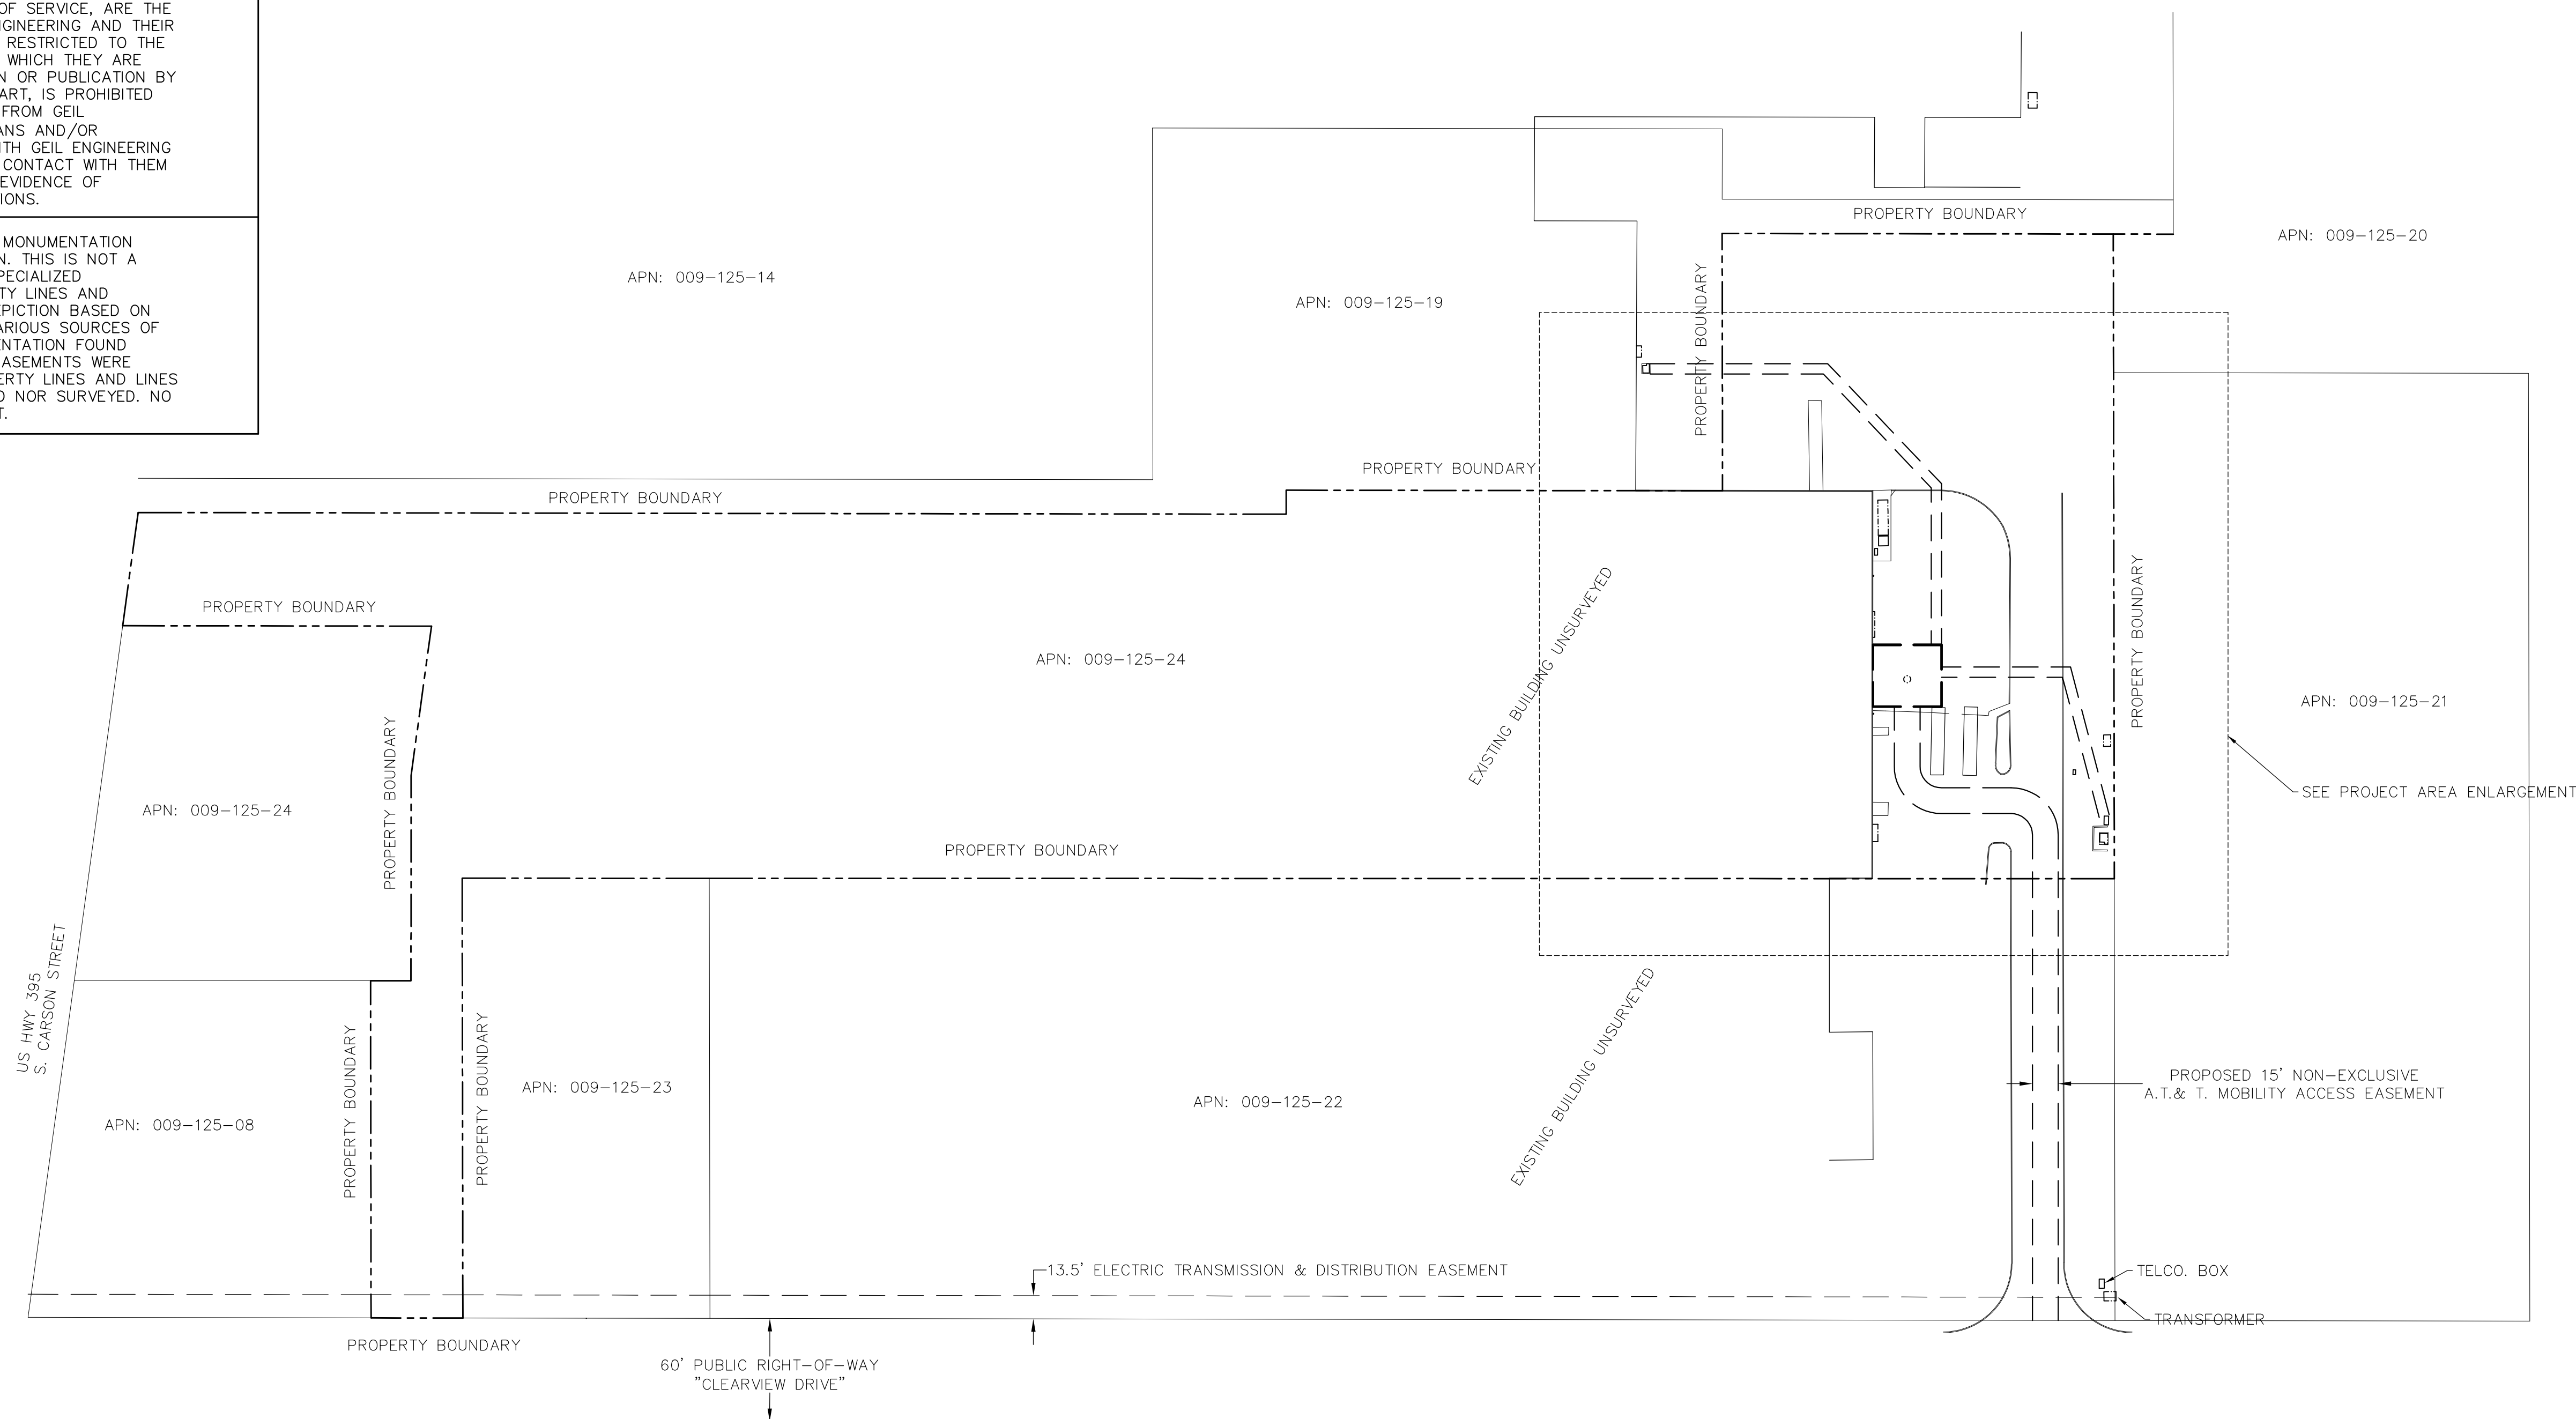 OF SERVICE, ARE THE
NGINEERING AND THEIR
RESTRICTED TO THE
WHICH THEY ARE
N OR PUBLICATION BY
ART, IS PROHIBITED
FROM GEIL
ANS AND/OR
ITH GEIL ENGINEERING
CONTACT WITH THEM
EVIDENCE OF
IONS.
MONUMENTATION
N. THIS IS NOT A
PECIALIZED
TY LINES AND
EPICTION BASED ON
ARIOUS SOURCES OF
ENTATION FOUND
ASEMENTS WERE
ERTY LINES AND LINES
D NOR SURVEYED. NO
T.
PROPERTY BOUNDARY
APN: 009-125-20
APN: 009-125-14
APN: 009-125-19
PROPERTY BOUNDARY
PROPERTY BOUNDARY
PROPERTY BOUNDARY
PROPERTY BOUNDARY
APN: 009-125-24
EXISTING BUILDING UNSURVEYED
PROPERTY BOUNDARY
APN: 009-125-21
SEE PROJECT AREA ENLARGEMENT
APN: 009-125-24
PROPERTY BOUNDARY
PROPERTY BOUNDARY
US HWY 395
S. CARSON STREET
APN: 009-125-08
PROPERTY BOUNDARY
PROPERTY BOUNDARY
APN: 009-125-23
APN: 009-125-22
EXISTING BUILDING UNSURVEYED
PROPOSED 15' NON-EXCLUSIVE
A.T.& T. MOBILITY ACCESS EASEMENT
13.5' ELECTRIC TRANSMISSION & DISTRIBUTION EASEMENT
TELCO. BOX
TRANSFORMER
PROPERTY BOUNDARY
60' PUBLIC RIGHT-OF-WAY
"CLEARVIEW DRIVE"